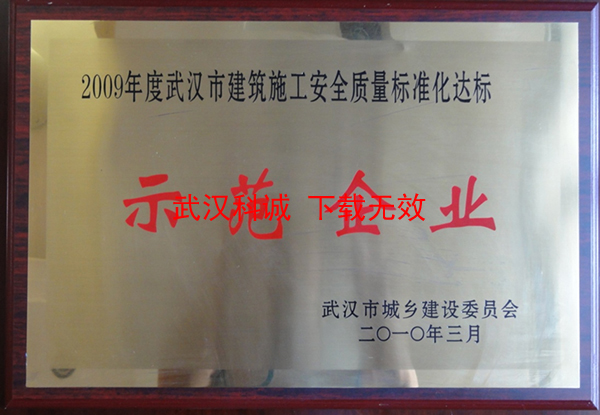 2009年度武汉市建筑施工安全质量标准化达标
示范企业
武汉科诚 下载无效
武汉市城乡建设委员会
二〇一〇年三月